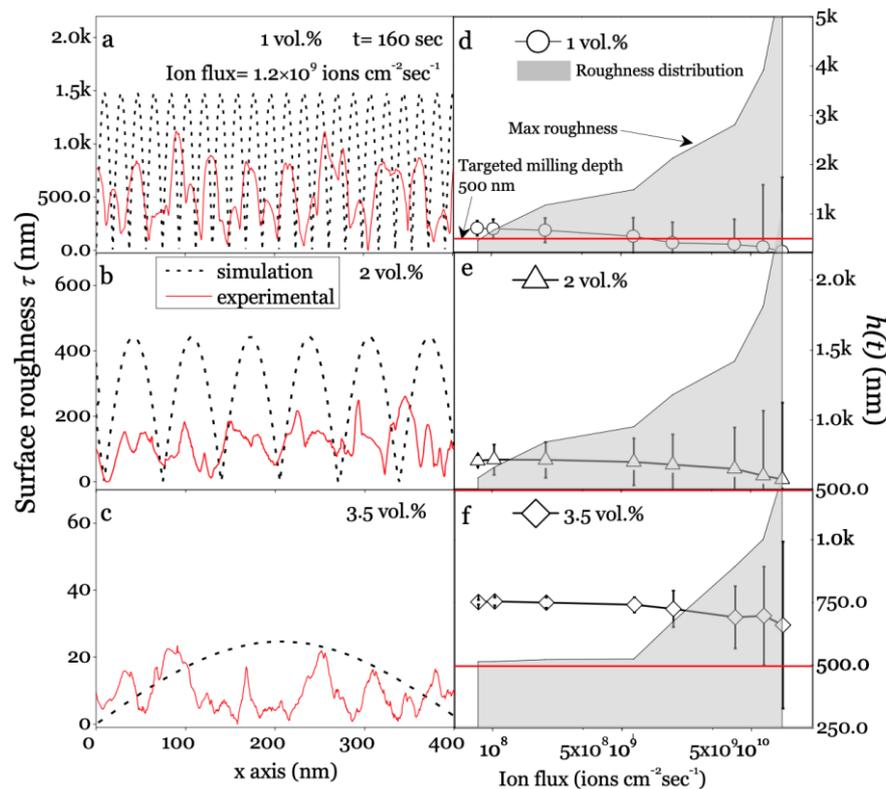 a
1 vol.%
t= 160 sec
Ion flux= 1.2×10⁹ ions cm⁻²sec⁻¹
2.0k
1.5k
1.0k
500.0
0.0
b
2 vol.%
simulation
experimental
600
400
200
0
c
3.5 vol.%
60
40
20
0
0
100
200
300
400
x axis (nm)
Surface roughness τ (nm)
d
1 vol.%
Roughness distribution
Max roughness
Targeted milling depth
500 nm
5k
4k
3k
2k
1k
e
2 vol.%
2.0k
1.5k
1.0k
500.0
f
3.5 vol.%
1.0k
750.0
500.0
250.0
h(t) (nm)
10⁸
5x10⁸
10⁹
5x10⁹
10¹⁰
Ion flux (ions cm⁻²sec⁻¹)